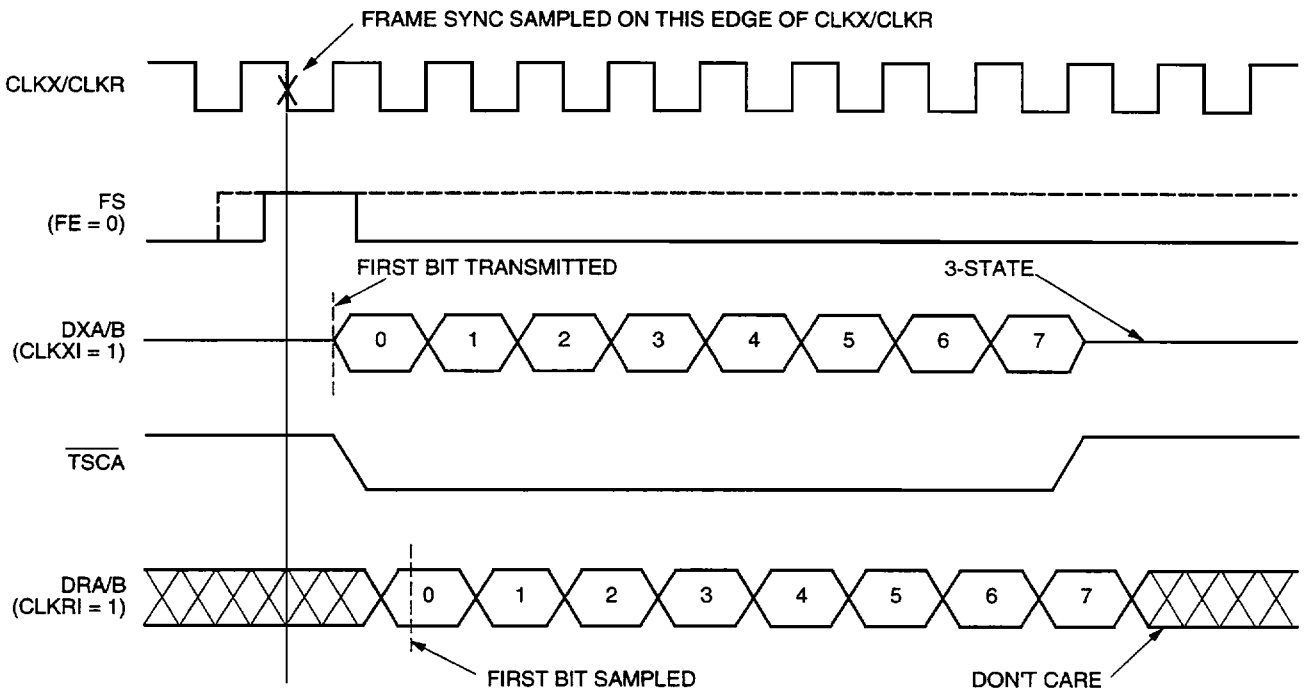 FRAME SYNC SAMPLED ON THIS EDGE OF CLKX/CLKR
CLKX/CLKR
FS
(FE = 0)
FIRST BIT TRANSMITTED
3-STATE
DXA/B
(CLKXI = 1)
0 1 2 3 4 5 6 7
TSCA
DRA/B
(CLKRI = 1)
0 1 2 3 4 5 6 7
FIRST BIT SAMPLED
DON'T CARE